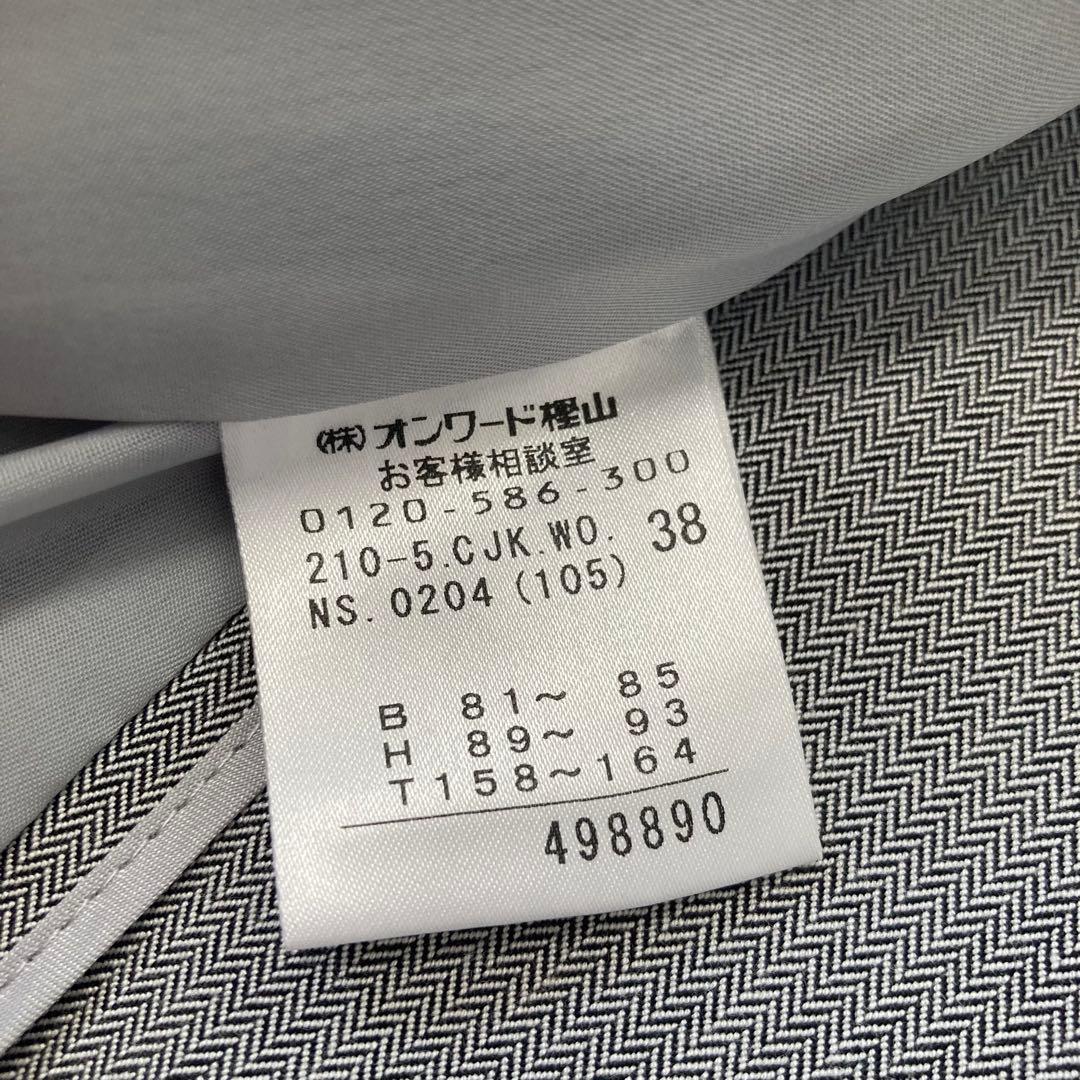 (株)オンワード樫山
お客様相談室
0120-586-300
210-5.CJK.WO. 38
NS.0204 (105)
B 81~ 85
H 89~ 93
T158~164
498890